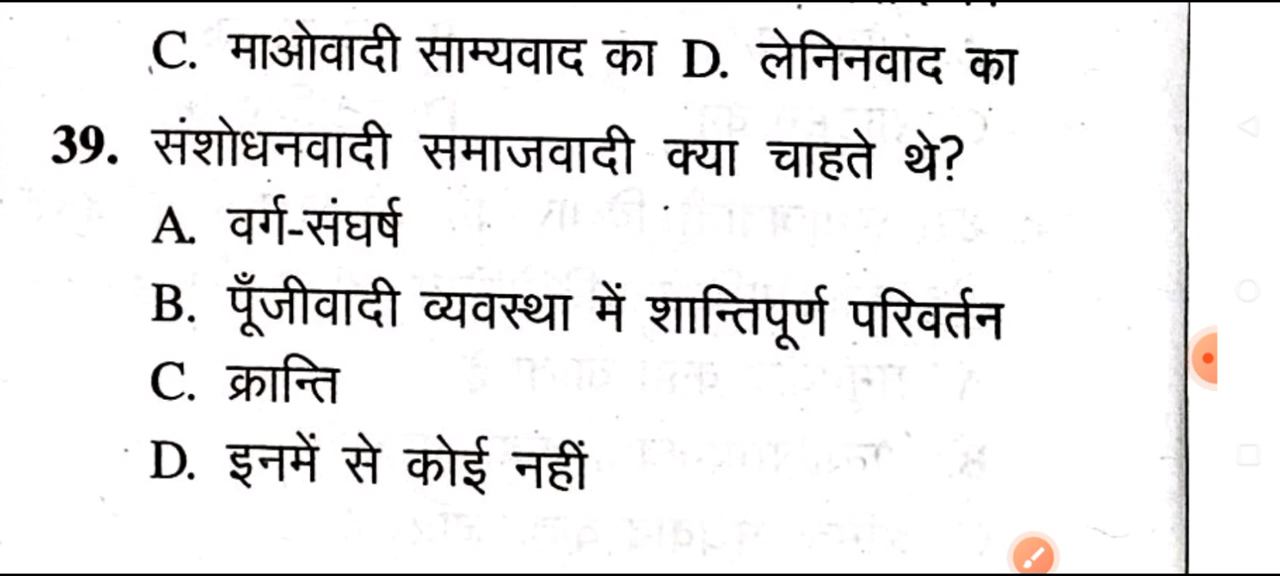 C. माओवादी साम्यवाद का D. लेनिनवाद का
39. संशोधनवादी समाजवादी क्या चाहते थे?
A. वर्ग-संघर्ष
B. पूँजीवादी व्यवस्था में शान्तिपूर्ण परिवर्तन
C. क्रान्ति
D. इनमें से कोई नहीं